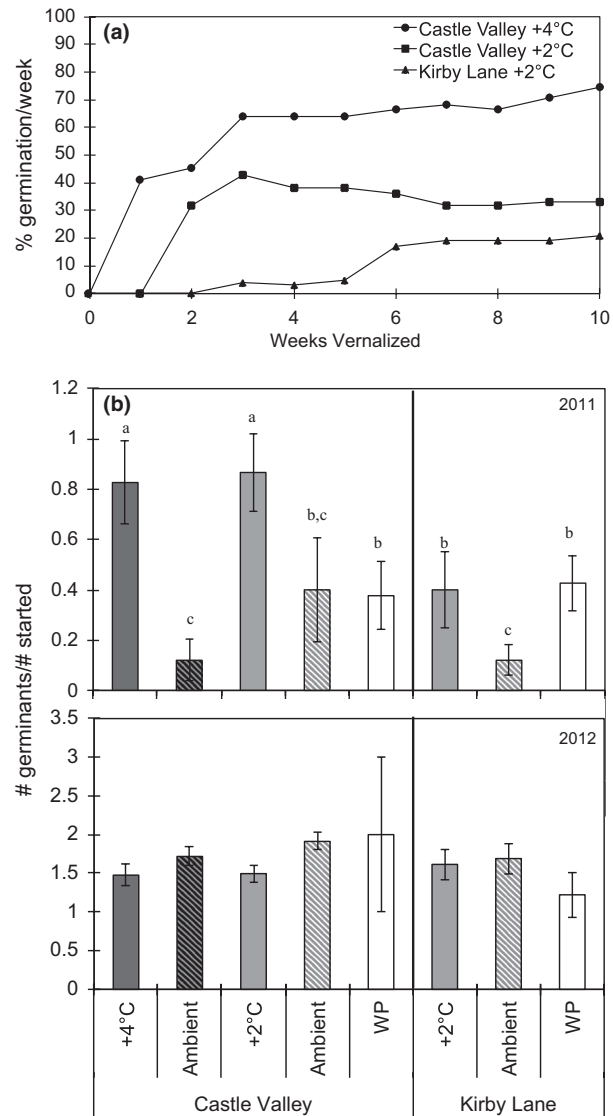 (a)
Castle Valley +4°C
Castle Valley +2°C
Kirby Lane +2°C
100
90
80
70
60
50
40
30
20
10
0
% germination/week
0 2 4 6 8 10
Weeks Vernalized
(b)
2011
1.2
1
0.8
0.6
0.4
0.2
0
a
c
a
b,c
b
b
c
b
# germinants/# started
2012
3.5
3
2.5
2
1.5
1
0.5
0
+4°C Ambient +2°C Ambient WP +2°C Ambient WP
Castle Valley Kirby Lane